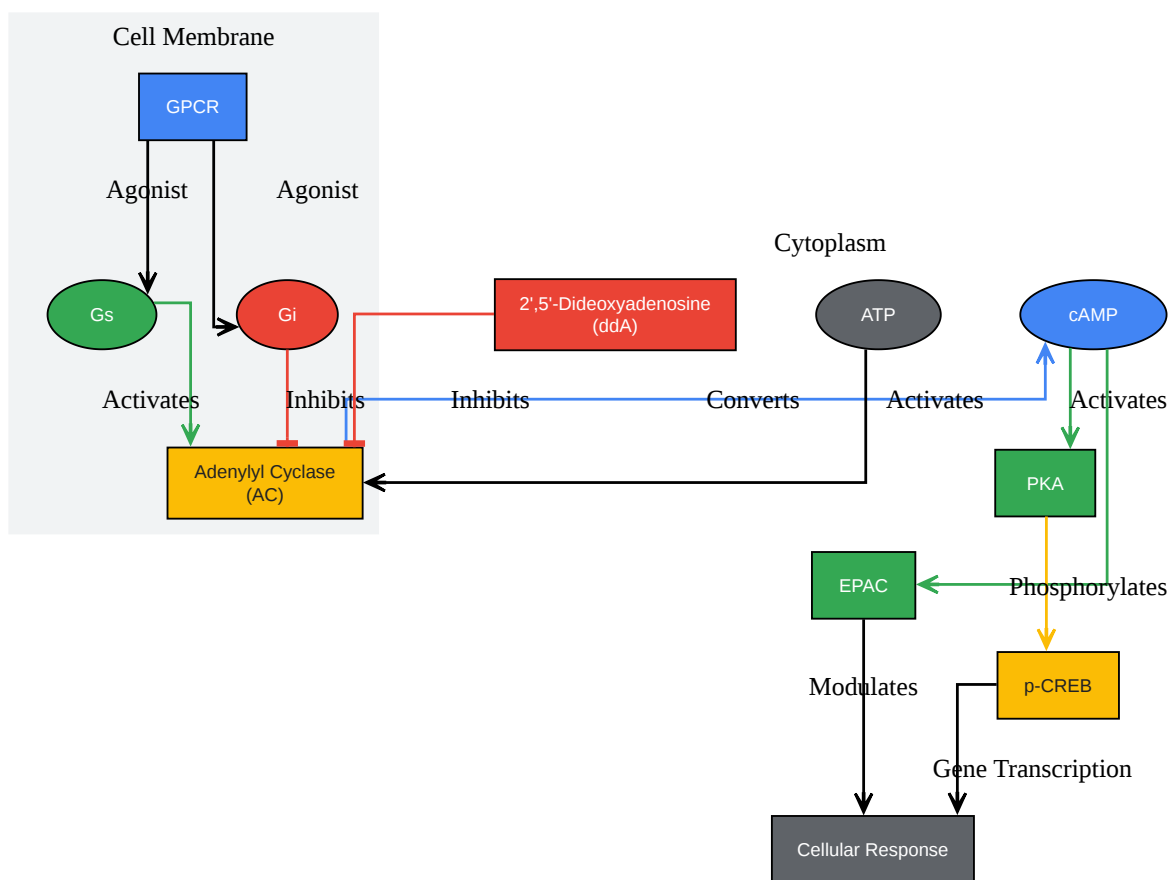 Cell Membrane
GPCR
Agonist
Agonist
Cytoplasm
Gs
Gi
2',5'-Dideoxyadenosine
(ddA)
ATP
cAMP
Activates
Inhibits
Inhibits
Converts
Activates
Activates
Adenylyl Cyclase
(AC)
PKA
EPAC
Phosphorylates
Modulates
p-CREB
Gene Transcription
Cellular Response